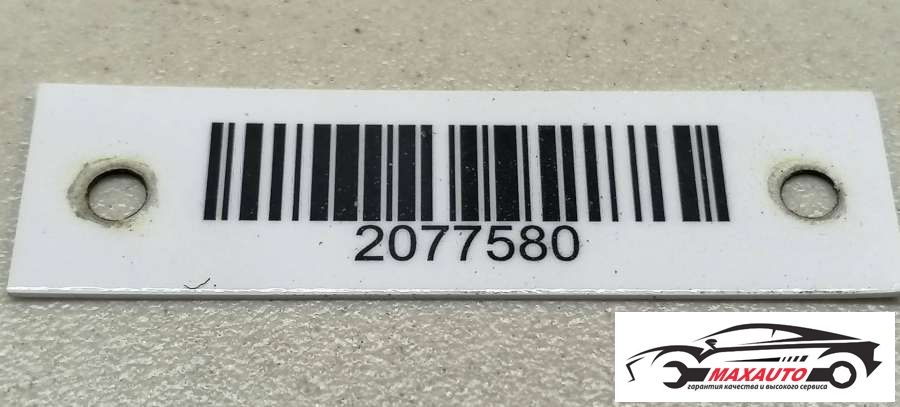 2077580
MAXAUTO
гарантия качества и высокого сервиса